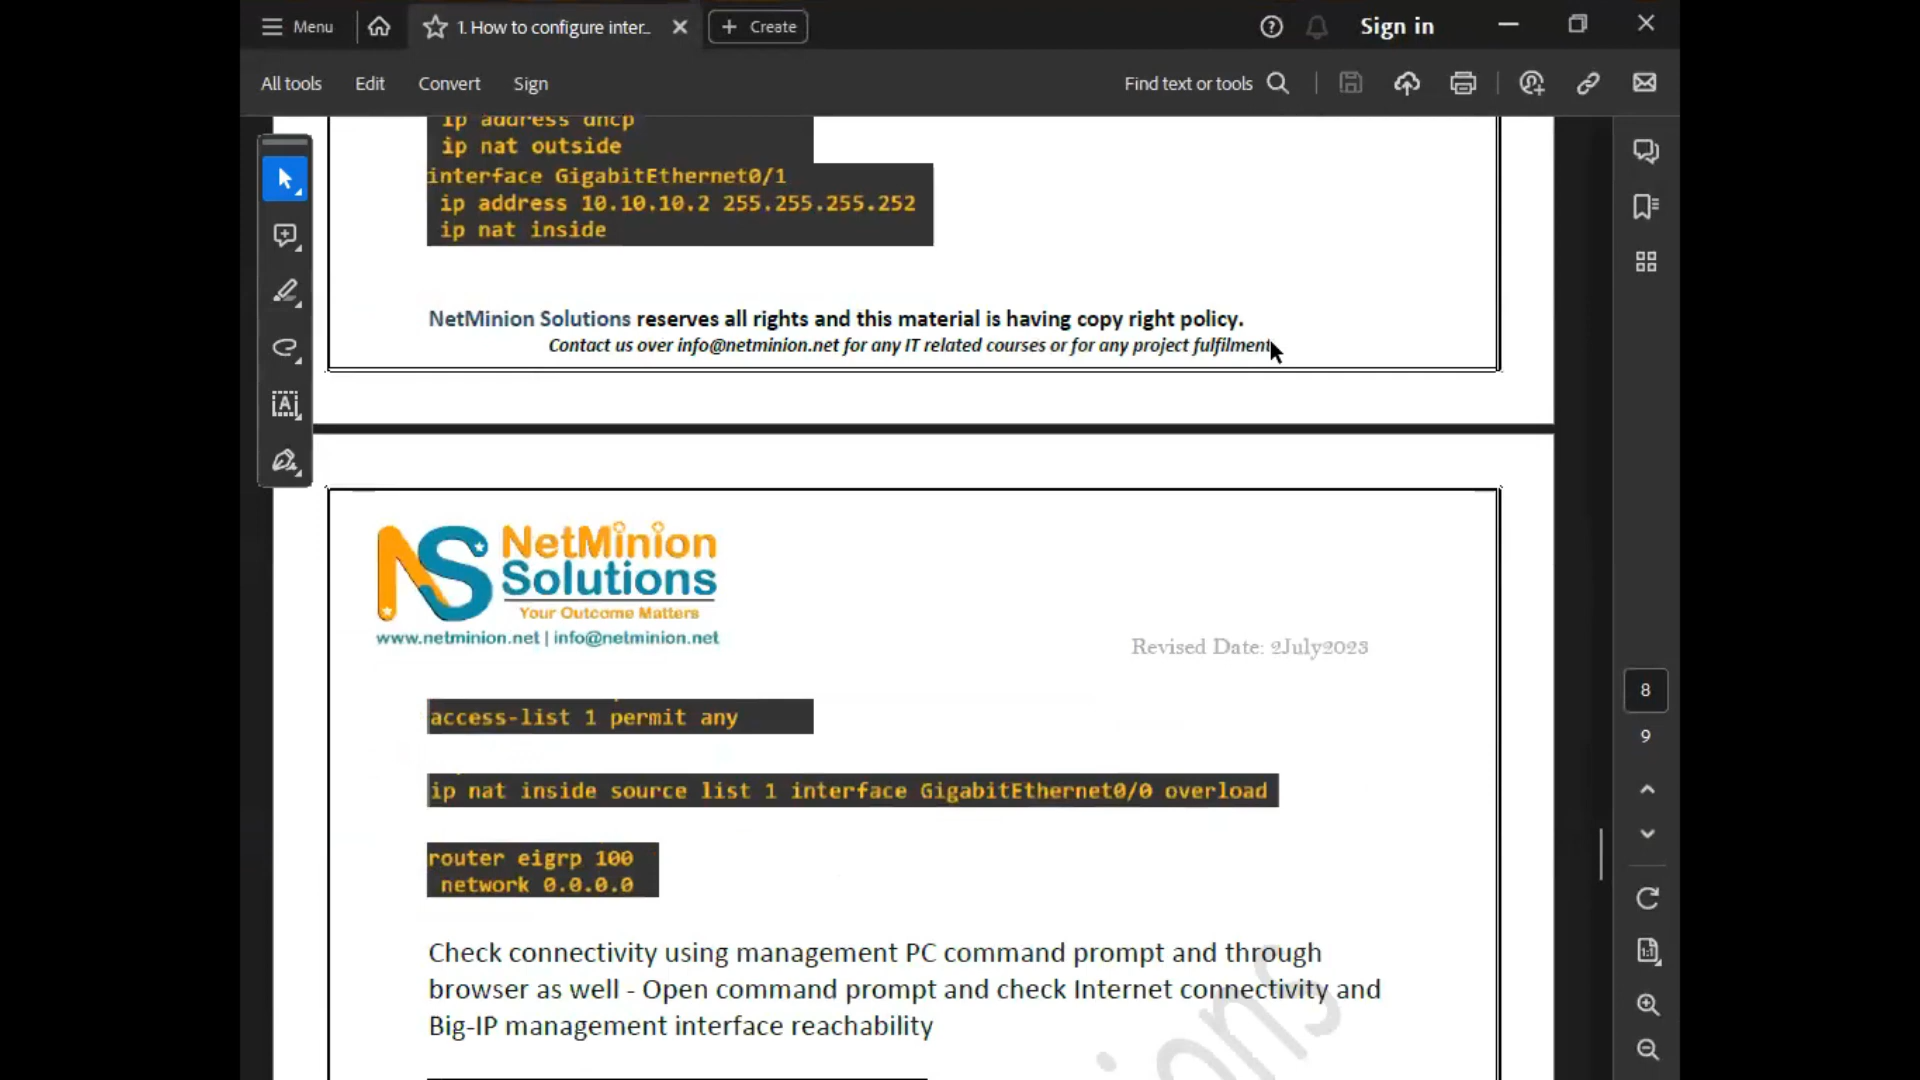 Menu
1. How to configure inter...
Create
Sign in
All tools
Edit
Convert
Sign
Find text or tools
ip address dhcp
ip nat outside
interface GigabitEthernet0/1
ip address 10.10.10.2 255.255.255.252
ip nat inside
NetMinion Solutions reserves all rights and this material is having copy right policy.
Contact us over info@netminion.net for any IT related courses or for any project fulfilment
NS
NetMinion
Solutions
Your Outcome Matters
www.netminion.net | info@netminion.net
Revised Date: 2July2023
access-list 1 permit any
ip nat inside source list 1 interface GigabitEthernet0/0 overload
router eigrp 100
network 0.0.0.0
Check connectivity using management PC command prompt and through
browser as well - Open command prompt and check Internet connectivity and
Big-IP management interface reachability
8
9
1:1